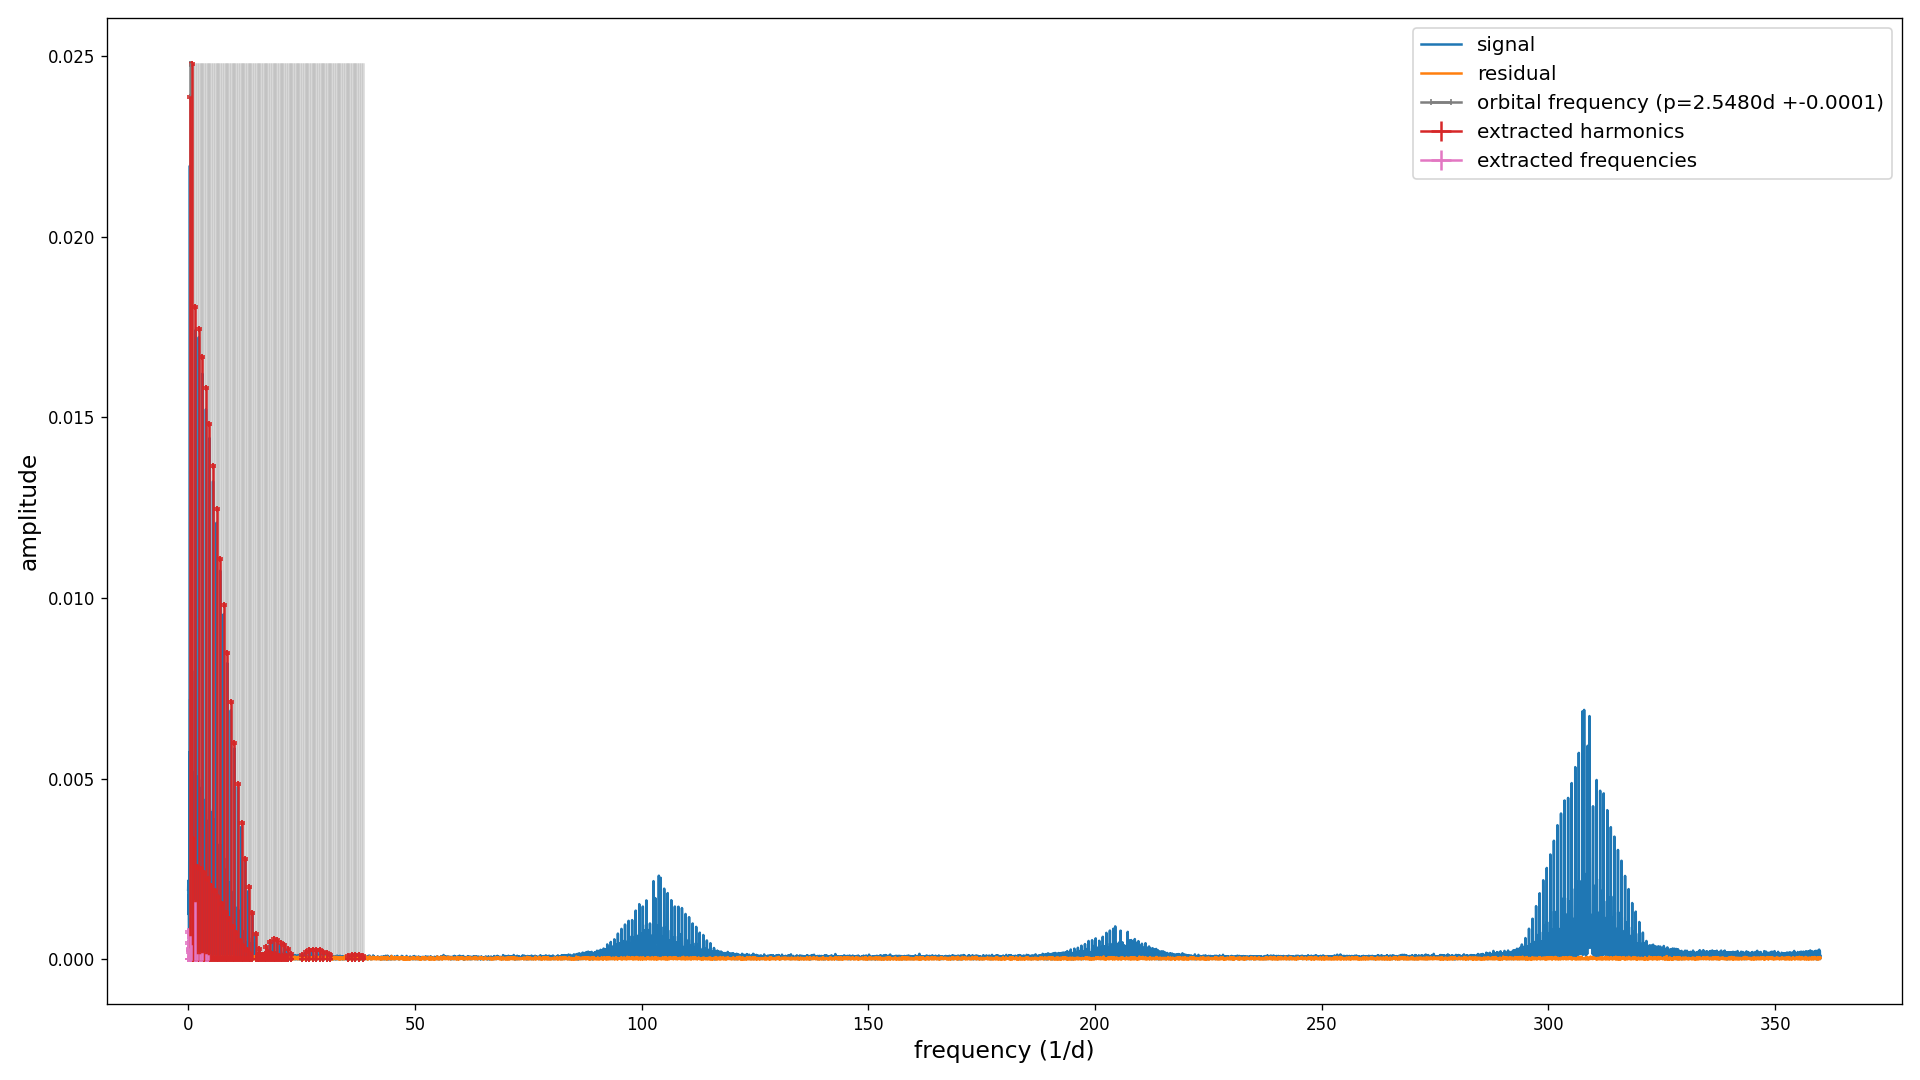 signal
residual
orbital frequency (p=2.5480d +-0.0001)
extracted harmonics
extracted frequencies
0.025
0.020
0.015
0.010
0.005
0.000
amplitude
0 50 100 150 200 250 300 350
frequency (1/d)